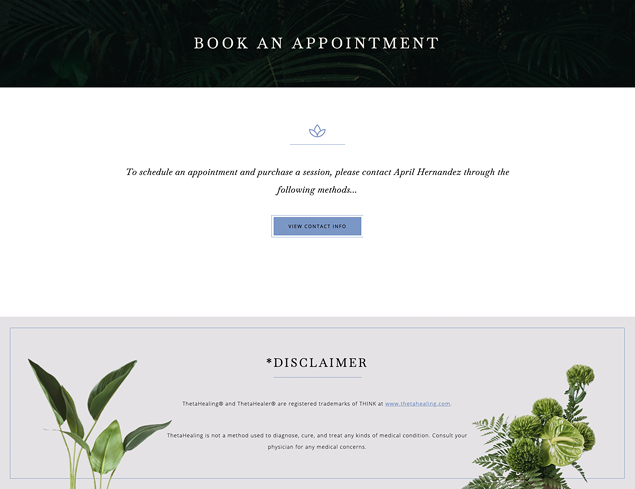 BOOK AN APPOINTMENT
To schedule an appointment and purchase a session, please contact April Hernandez through the
following methods...
VIEW CONTACT INFO
*DISCLAIMER
ThetaHealing® and ThetaHealer® are registered trademarks of THINK at www.thetahealing.com.
ThetaHealing is not a method used to diagnose, cure, and treat any kinds of medical condition. Consult your
physician for any medical concerns.